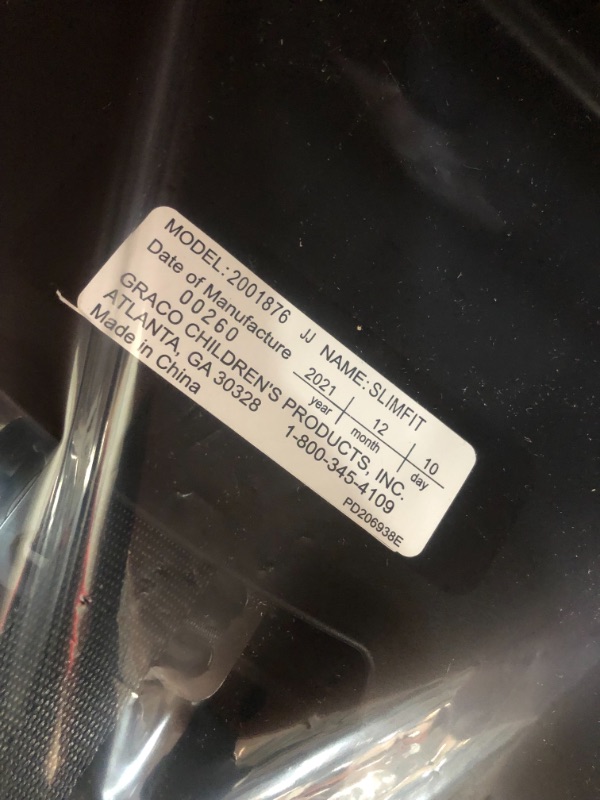 MODEL: 2001876 JJ NAME: SLIMFIT
Date of Manufacture 2021 12 10
00260 year month day
GRACO CHILDREN'S PRODUCTS, INC.
ATLANTA, GA 30328 1-800-345-4109
Made in China PD206938E